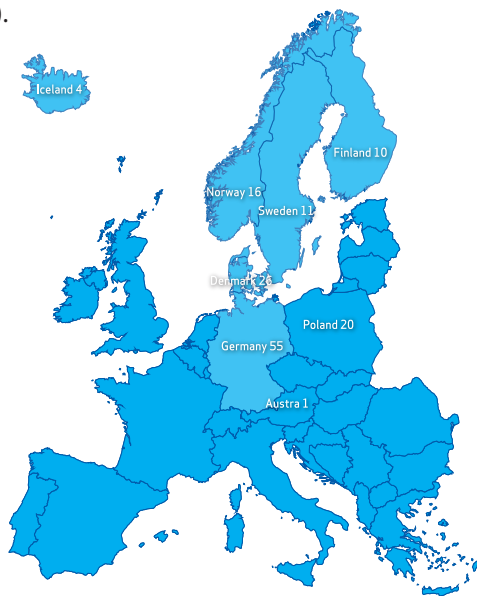 ).
Iceland 4
Finland 10
Norway 16
Sweden 11
Denmark 26
Poland 20
Germany 55
Austra 1